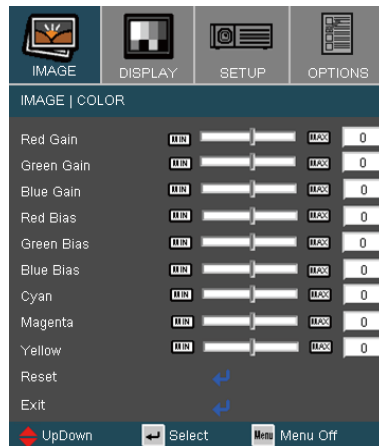 IMAGE DISPLAY SETUP OPTIONS
IMAGE | COLOR
Red Gain MIN MAX 0
Green Gain MIN MAX 0
Blue Gain MIN MAX 0
Red Bias MIN MAX 0
Green Bias MIN MAX 0
Blue Bias MIN MAX 0
Cyan MIN MAX 0
Magenta MIN MAX 0
Yellow MIN MAX 0
Reset
Exit
UpDown Select Menu Menu Off